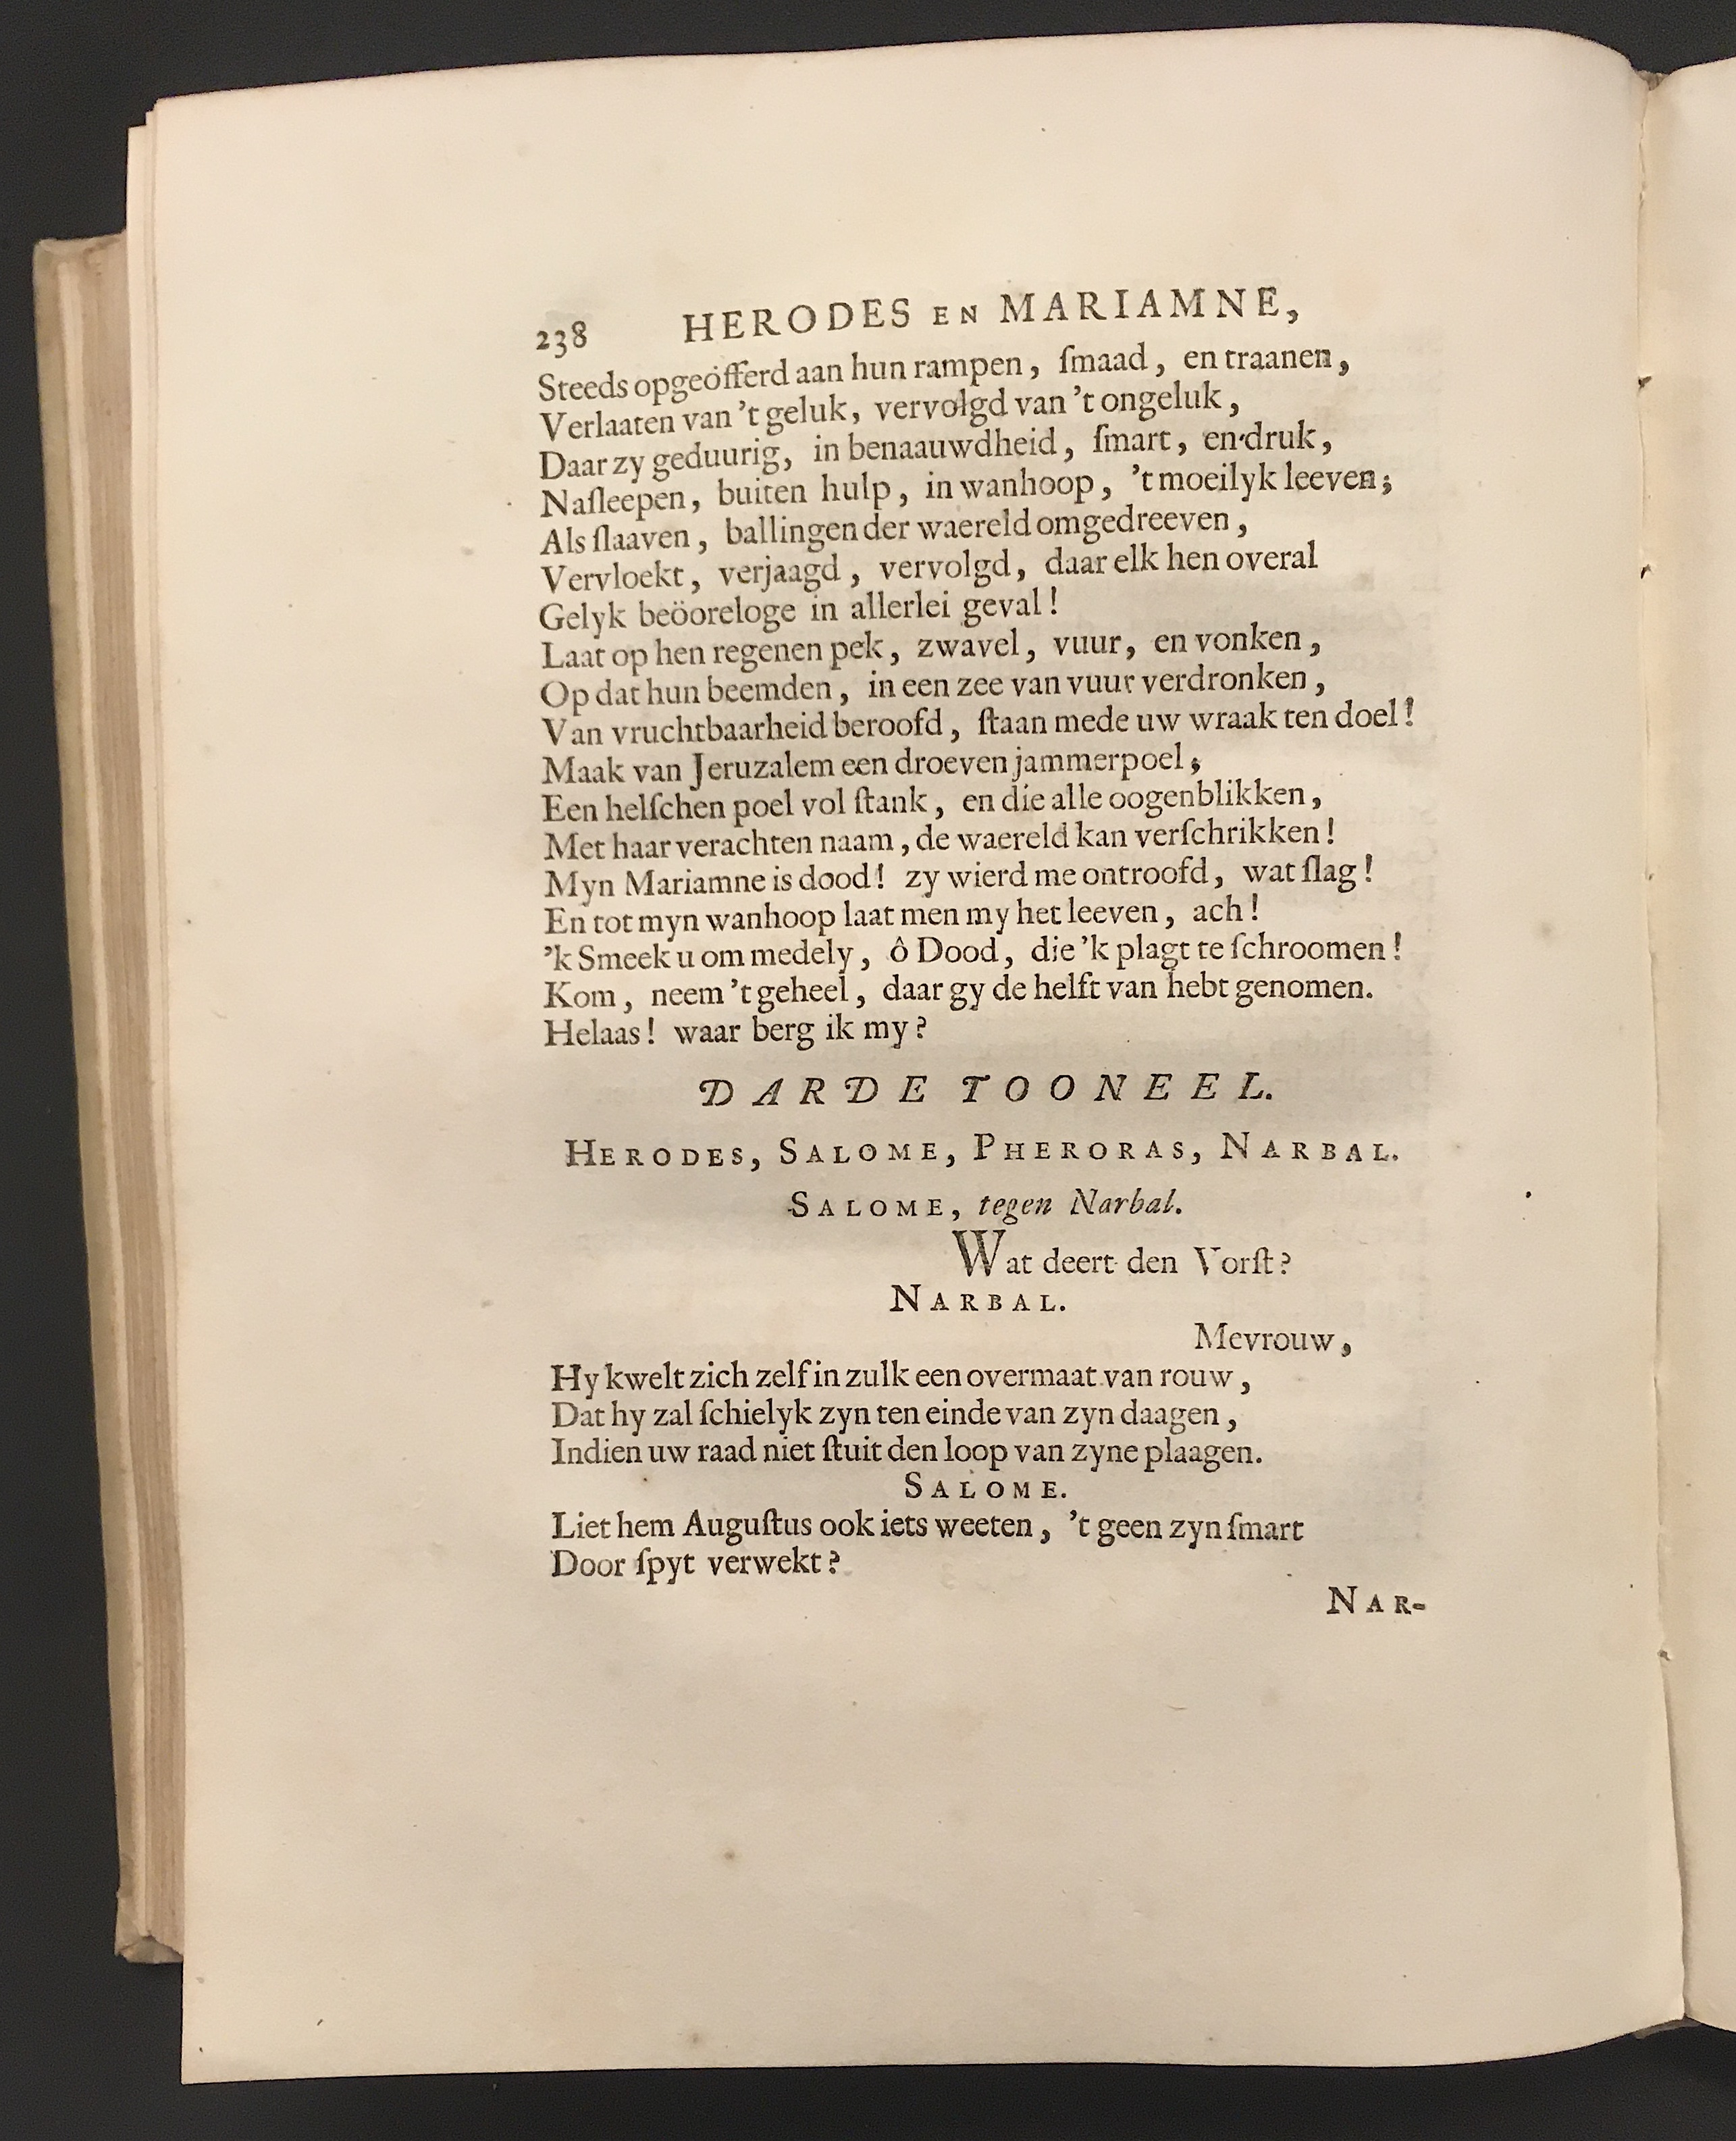 238 HERODES EN MARIAMNE,
Steeds opgeöfferd aan hun rampen, ſmaad, en traanen,
Verlaaten van 't geluk, vervolgd van 't ongeluk,
Daar zy geduurig, in benaauwdheid, ſmart, en druk,
Naſleepen, buiten hulp, in wanhoop, 't moeilyk leeven;
Als ſlaaven, ballingen der waereld omgedreeven,
Vervloekt, verjaagd, vervolgd, daar elk hen overal
Gelyk beöoreloge in allerlei geval!
Laat op hen regenen pek, zwavel, vuur, en vonken,
Op dat hun beemden, in een zee van vuur verdronken,
Van vruchtbaarheid beroofd, ſtaan mede uw wraak ten doel!
Maak van Jeruzalem een droeven jammerpoel,
Een helſchen poel vol ſtank, en die alle oogenblikken,
Met haar verachten naam, de waereld kan verſchrikken!
Myn Mariamne is dood! zy wierd me ontroofd, wat ſlag!
En tot myn wanhoop laat men my het leeven, ach!
'k Smeek u om medely, ô Dood, die 'k plagt te ſchroomen!
Kom, neem 't geheel, daar gy de helft van hebt genomen.
Helaas! waar berg ik my?
DARDE TOONEEL.
HERODES, SALOME, PHERORAS, NARBAL.
SALOME, tegen Narbal.
Wat deert den Vorſt?
NARBAL.
Mevrouw,
Hy kwelt zich zelf in zulk een overmaat van rouw,
Dat hy zal ſchielyk zyn ten einde van zyn daagen,
Indien uw raad niet ſtuit den loop van zyne plaagen.
SALOME.
Liet hem Auguſtus ook iets weeten, 't geen zyn ſmart
Door ſpyt verwekt?
NAR-